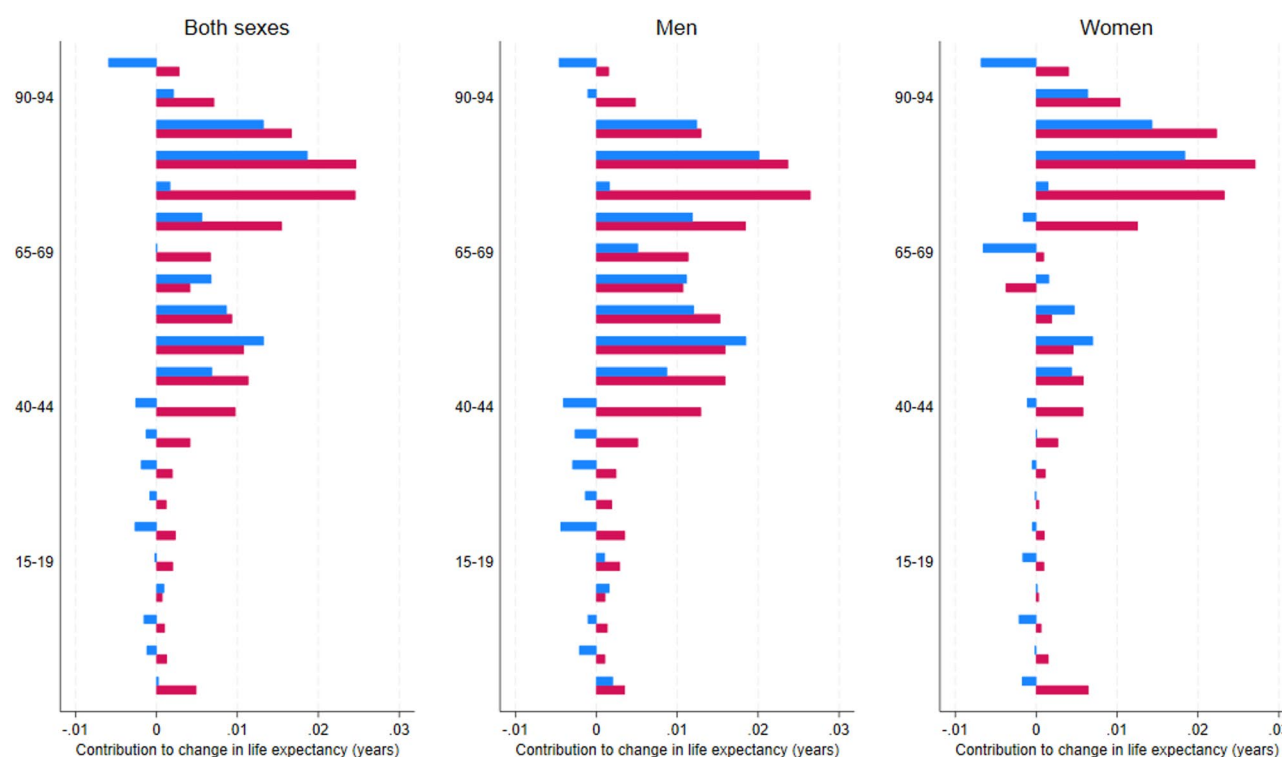 Both sexes
90-94
65-69
40-44
15-19
-.01 0 .01 .02 .03
Contribution to change in life expectancy (years)
Men
90-94
65-69
40-44
15-19
-.01 0 .01 .02 .03
Contribution to change in life expectancy (years)
Women
90-94
65-69
40-44
15-19
-.01 0 .01 .02
Contribution to change in life expectancy (years)